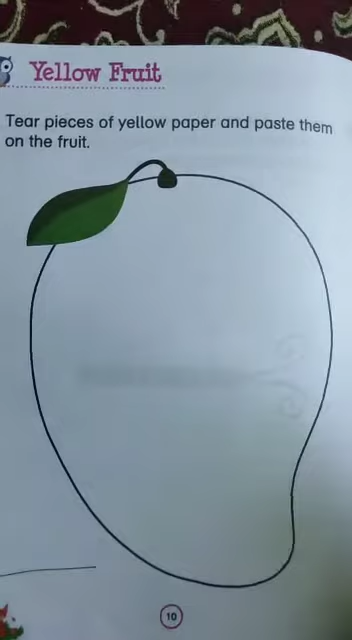 Yellow Fruit
Tear pieces of yellow paper and paste them
on the fruit.
10